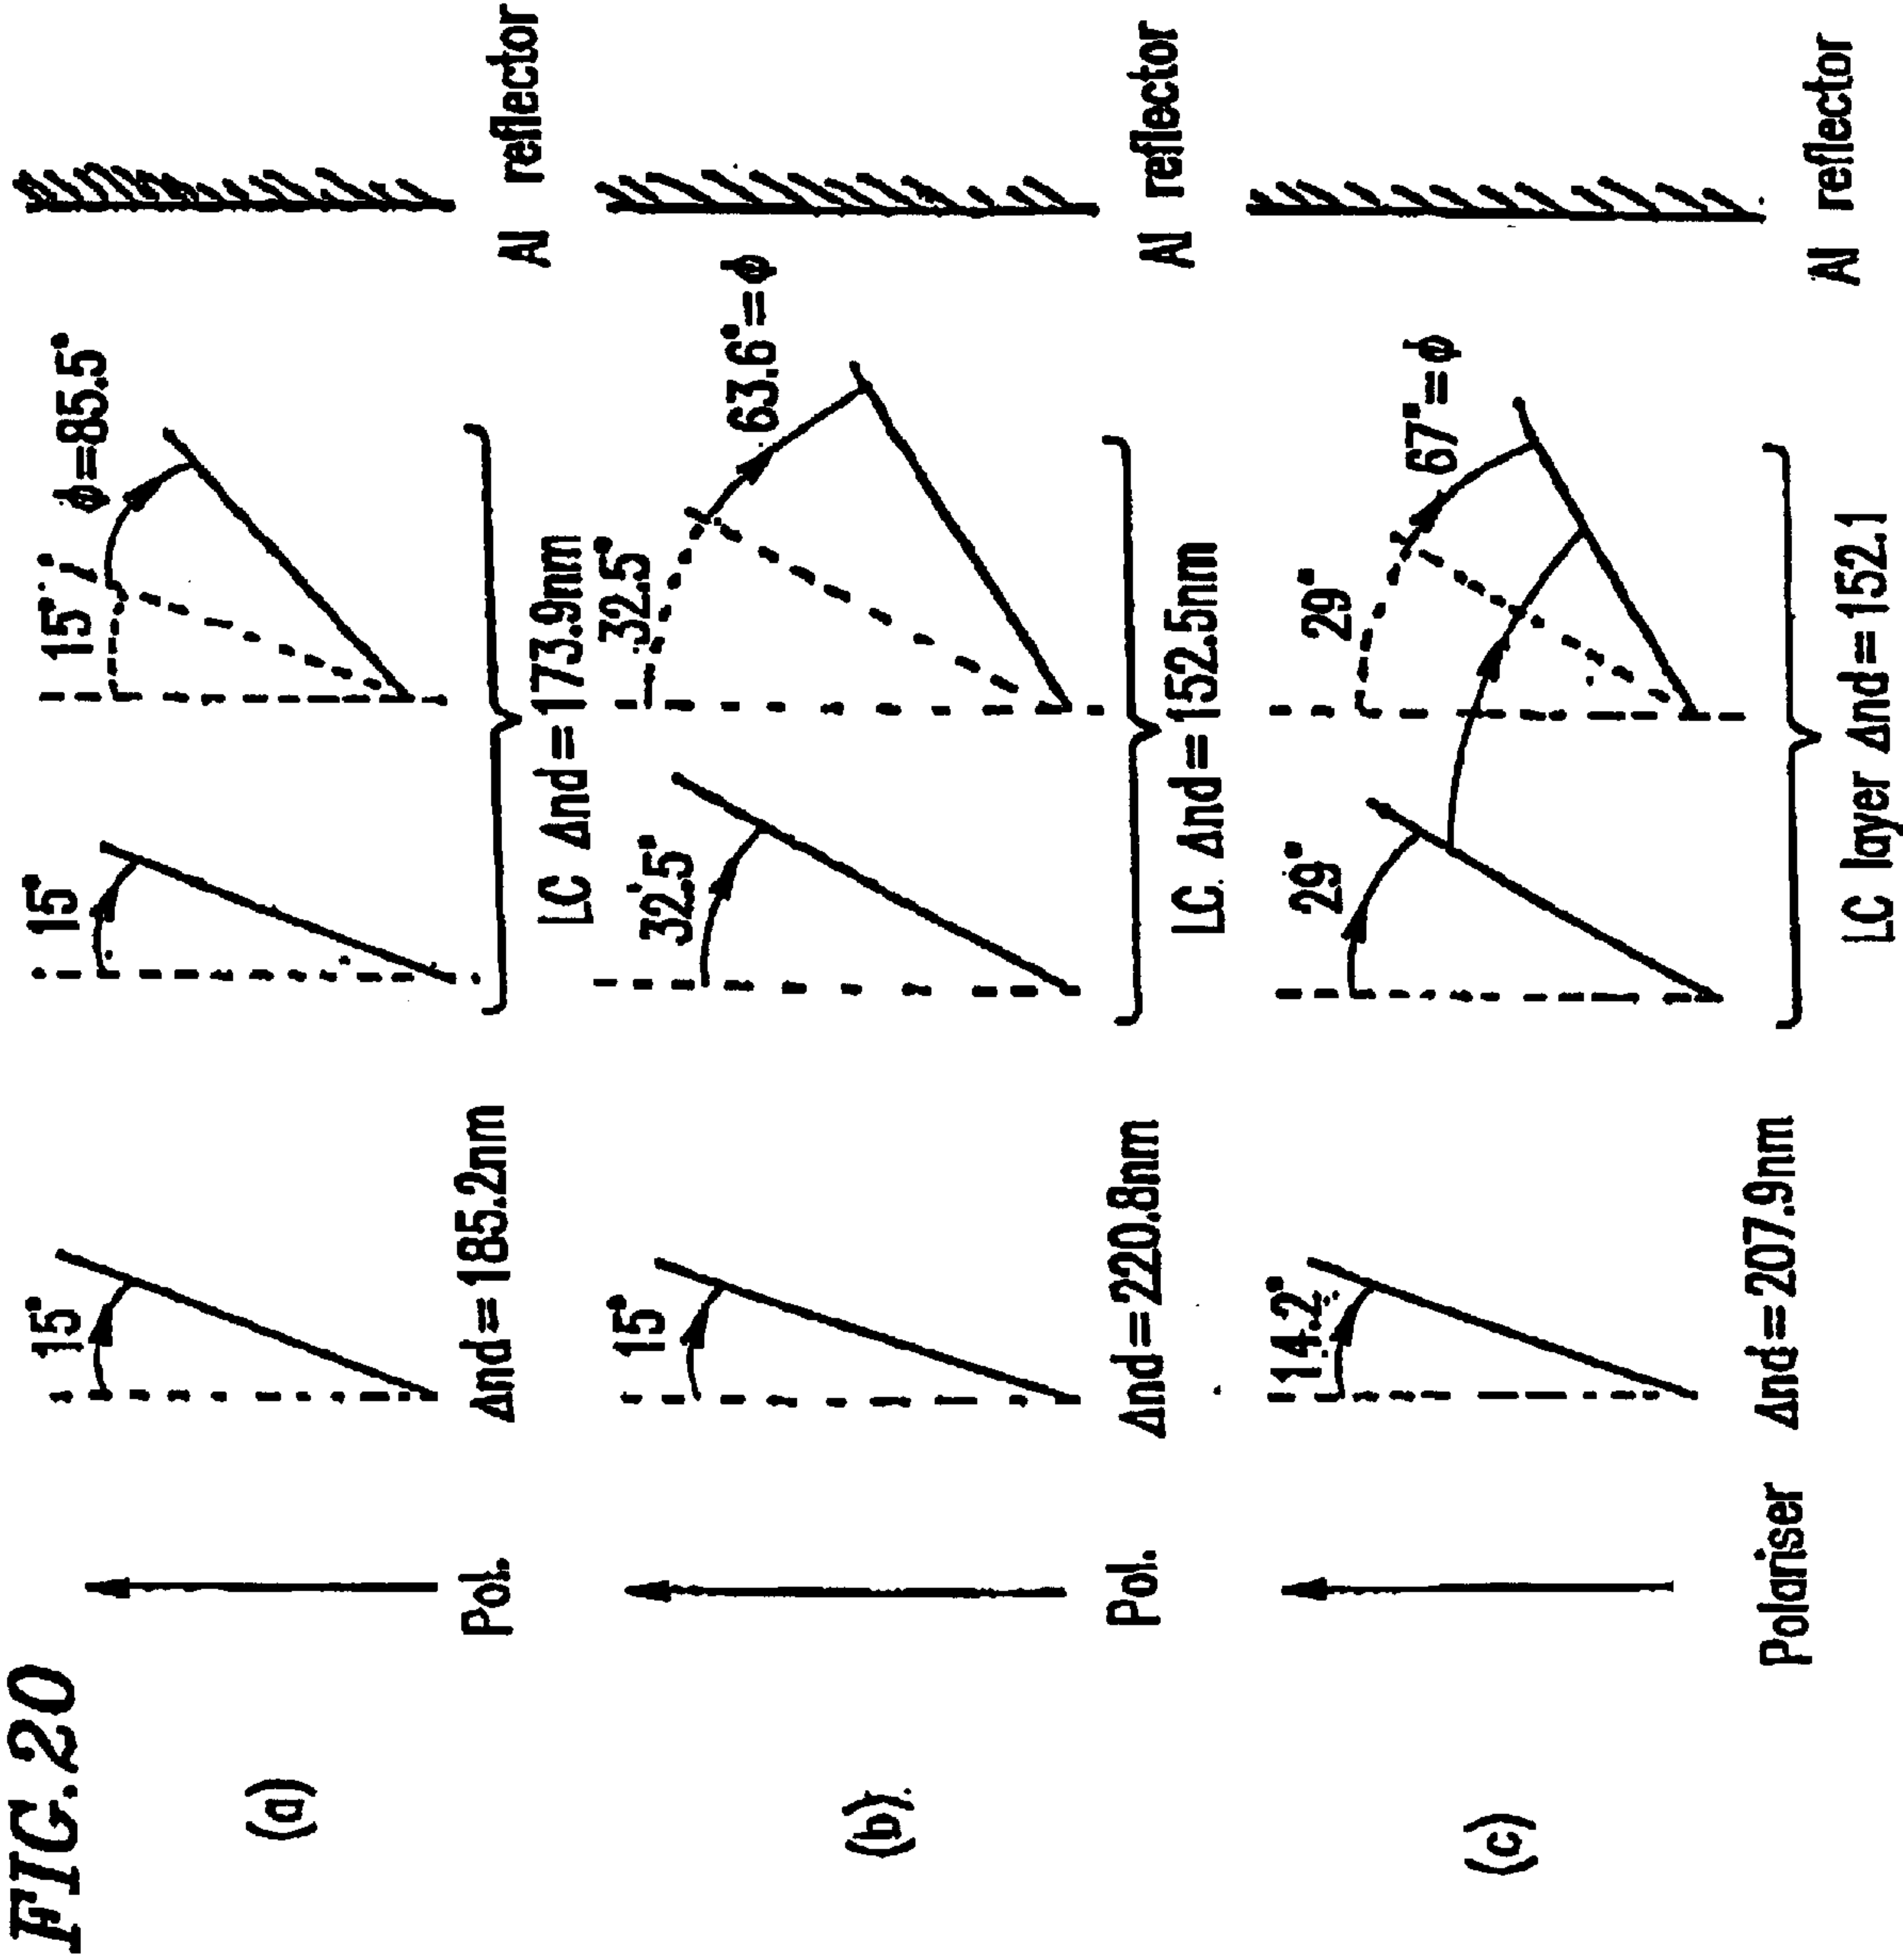 FIG.20
(a)
15°
15°
15°
ϕ=85.5°
Pol.
Δnd=185.2nm
LC Δnd=173.9nm
Al reflector
(b)
15°
32.5°
32.5°
63.6°=ϕ
Pol.
Δnd=220.8nm
LC. Δnd=152.5nm
Al reflector
(c)
14.2°
29°
29°
67°=ϕ
Polariser
Δnd=207.9nm
LC layer Δnd=152.1
Al reflector